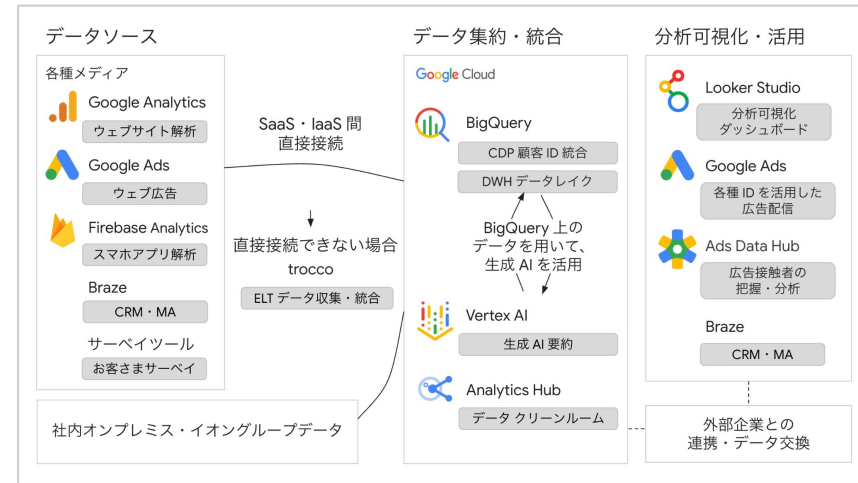 データソース
各種メディア
Google Analytics
ウェブサイト解析
Google Ads
ウェブ広告
Firebase Analytics
スマホアプリ解析
Braze
CRM・MA
サーベイツール
お客さまサーベイ
社内オンプレミス・イオングループデータ
SaaS・IaaS 間
直接接続
直接接続できない場合
trocco
ELT データ収集・統合
データ集約・統合
Google Cloud
BigQuery
CDP 顧客 ID 統合
DWH データレイク
BigQuery 上の
データを用いて、
生成 AI を活用
Vertex AI
生成 AI 要約
Analytics Hub
データ クリーンルーム
分析可視化・活用
Looker Studio
分析可視化
ダッシュボード
Google Ads
各種 ID を活用した
広告配信
Ads Data Hub
広告接触者の
把握・分析
Braze
CRM・MA
外部企業との
連携・データ交換